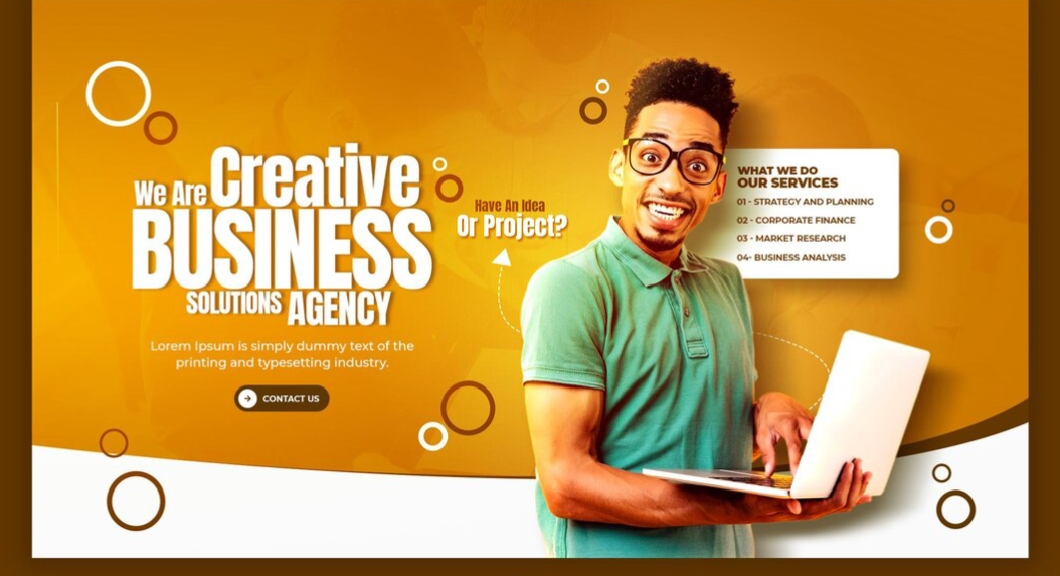 We Are Creative
BUSINESS
SOLUTIONS AGENCY
Lorem Ipsum is simply dummy text of the
printing and typesetting industry.
CONTACT US
Have An Idea
Or Project?
WHAT WE DO
OUR SERVICES
01 - STRATEGY AND PLANNING
02 - CORPORATE FINANCE
03 - MARKET RESEARCH
04- BUSINESS ANALYSIS